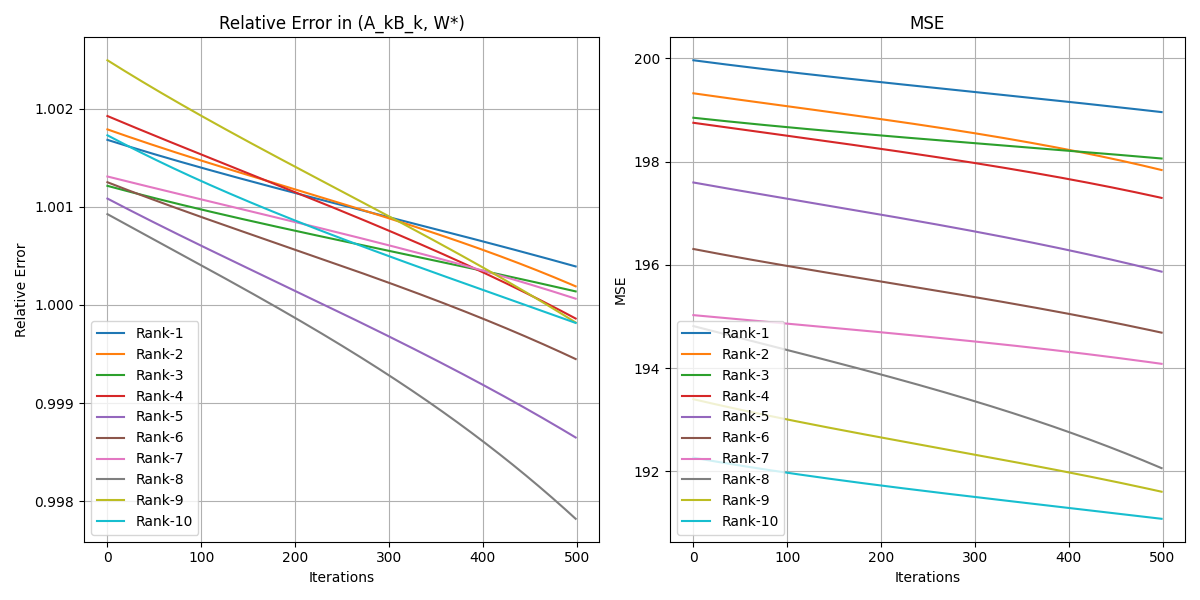 Relative Error in (A_kB_k, W*)
Relative Error
1.002
1.001
1.000
0.999
0.998
Rank-1
Rank-2
Rank-3
Rank-4
Rank-5
Rank-6
Rank-7
Rank-8
Rank-9
Rank-10
0 100 200 300 400 500
Iterations
MSE
MSE
200
198
196
194
192
Rank-1
Rank-2
Rank-3
Rank-4
Rank-5
Rank-6
Rank-7
Rank-8
Rank-9
Rank-10
0 100 200 300 400 500
Iterations